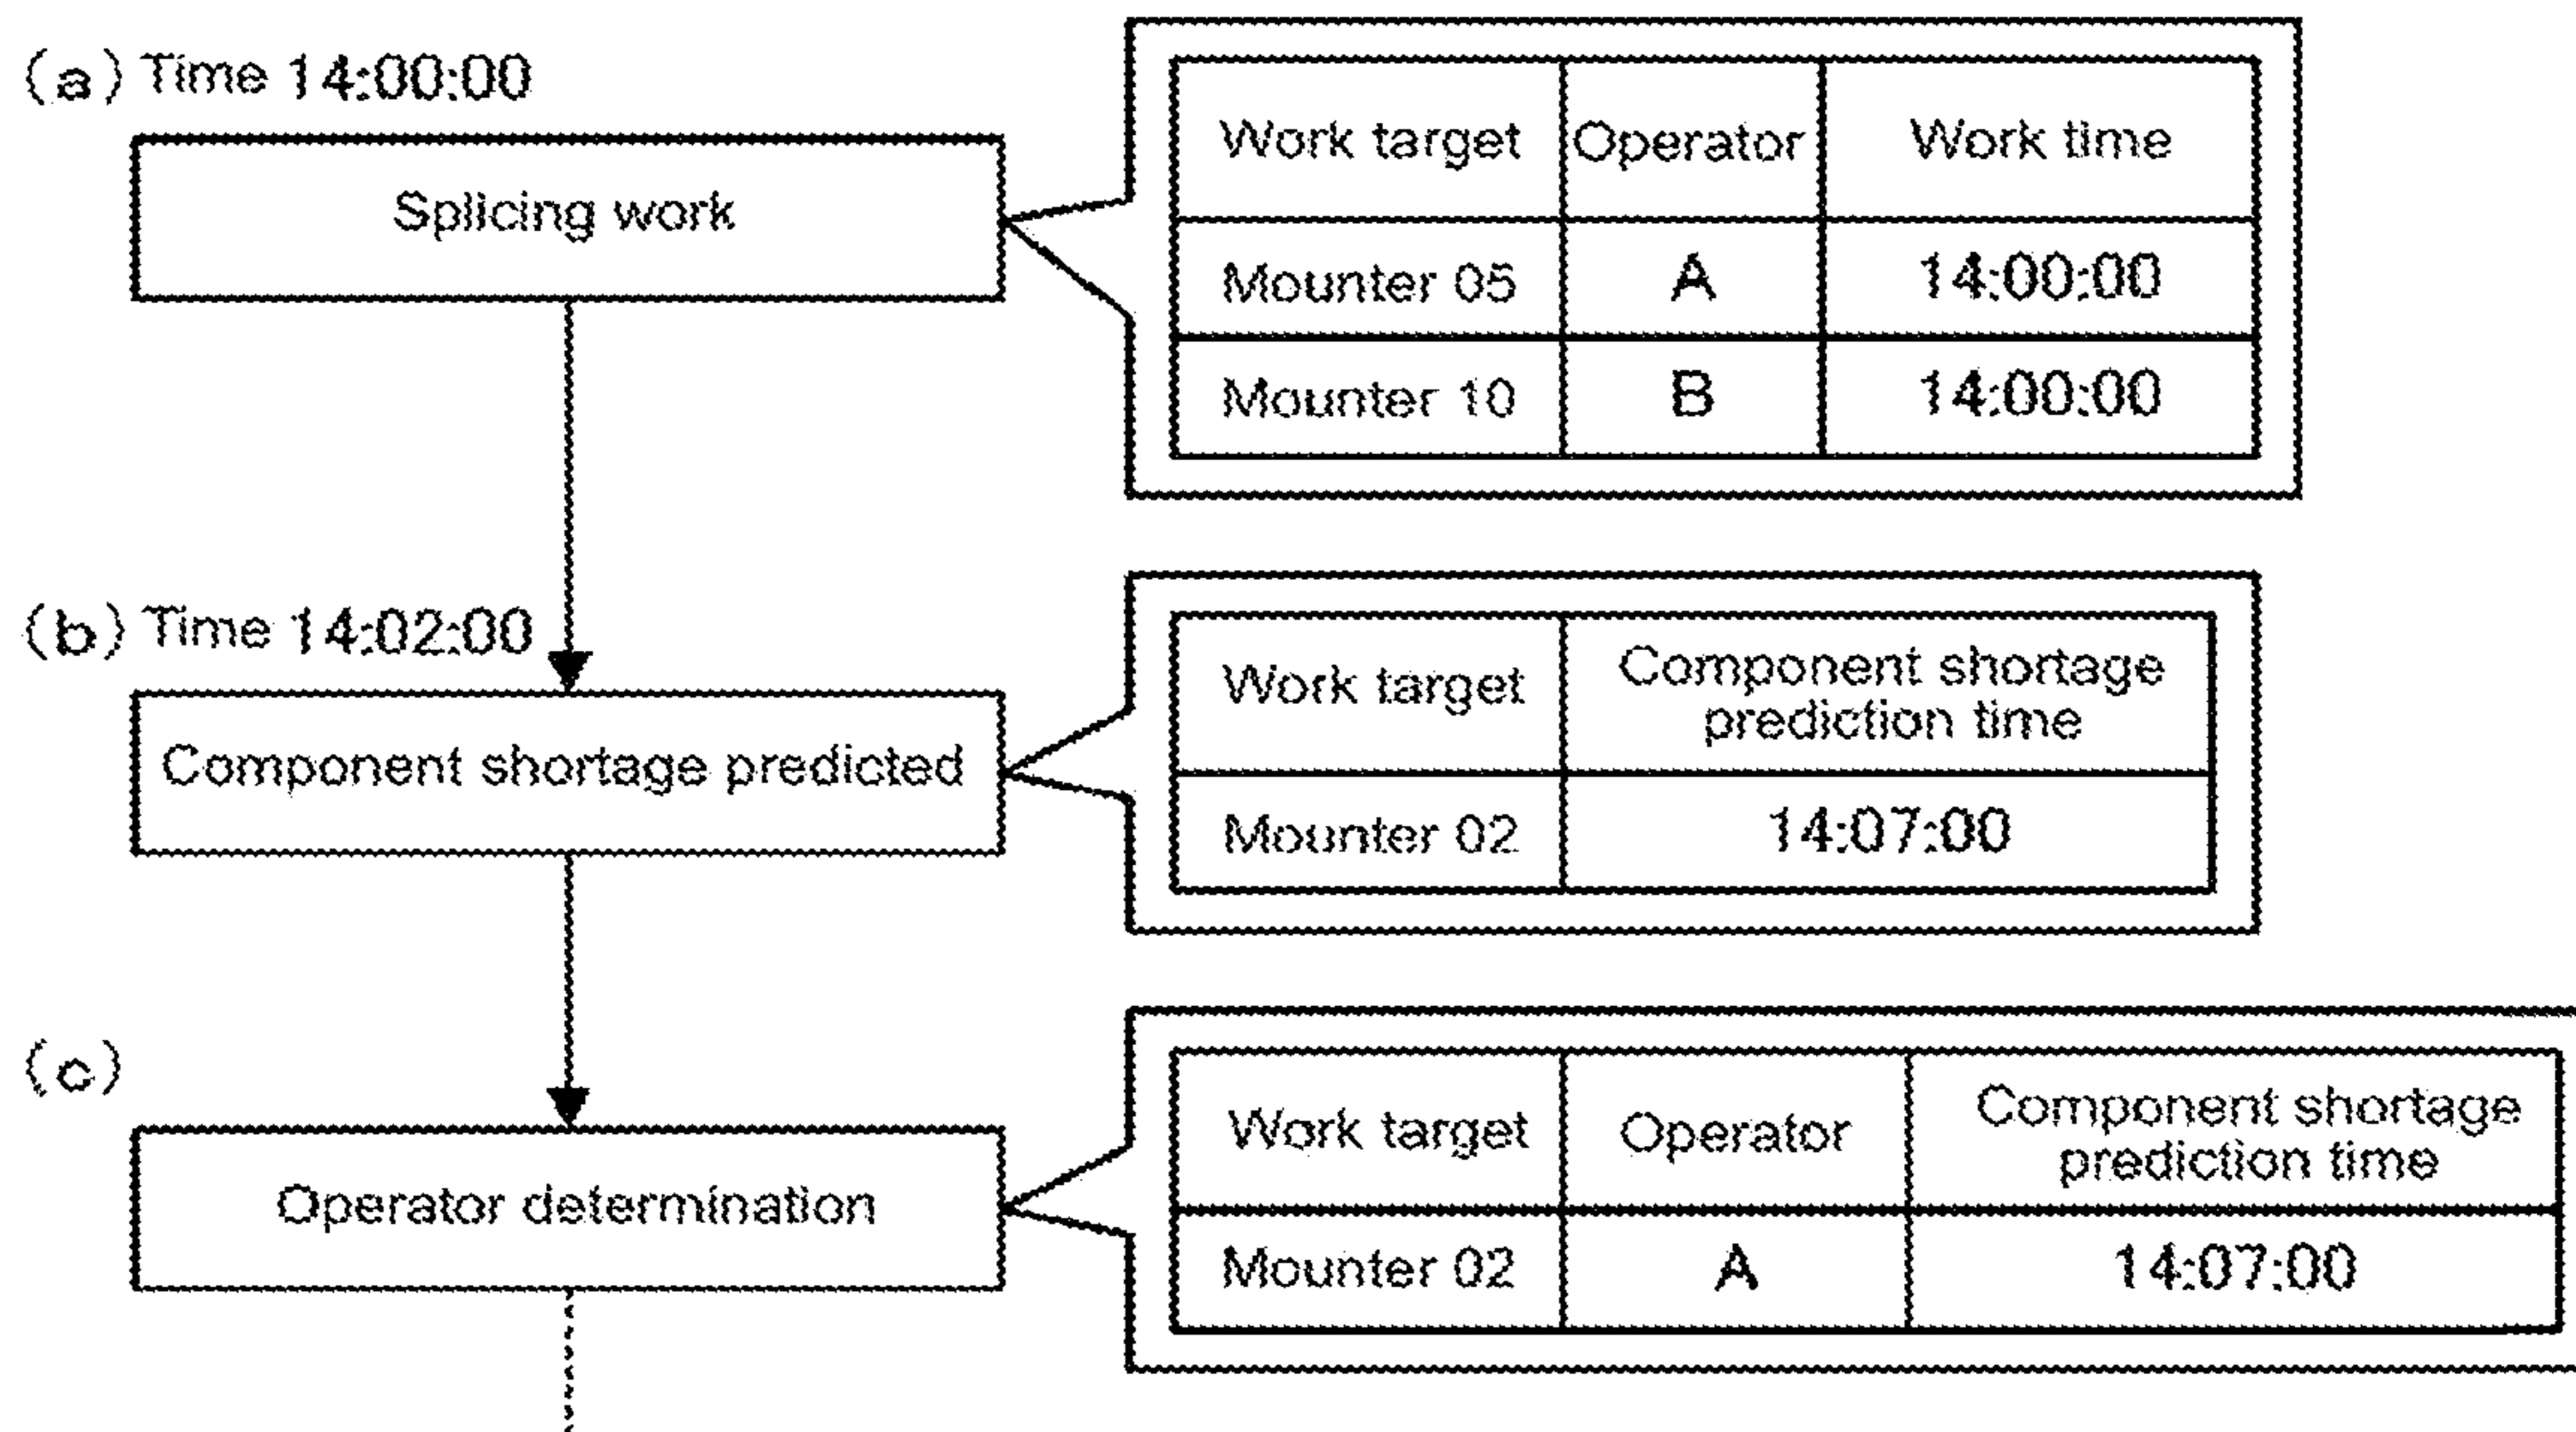 (a) Time 14:00:00
Splicing work
Work target Operator Work time
Mounter 05 A 14:00:00
Mounter 10 B 14:00:00
(b) Time 14:02:00
Component shortage predicted
Work target Component shortage
prediction time
Mounter 02 14:07:00
(c)
Operator determination
Work target Operator Component shortage
prediction time
Mounter 02 A 14:07:00